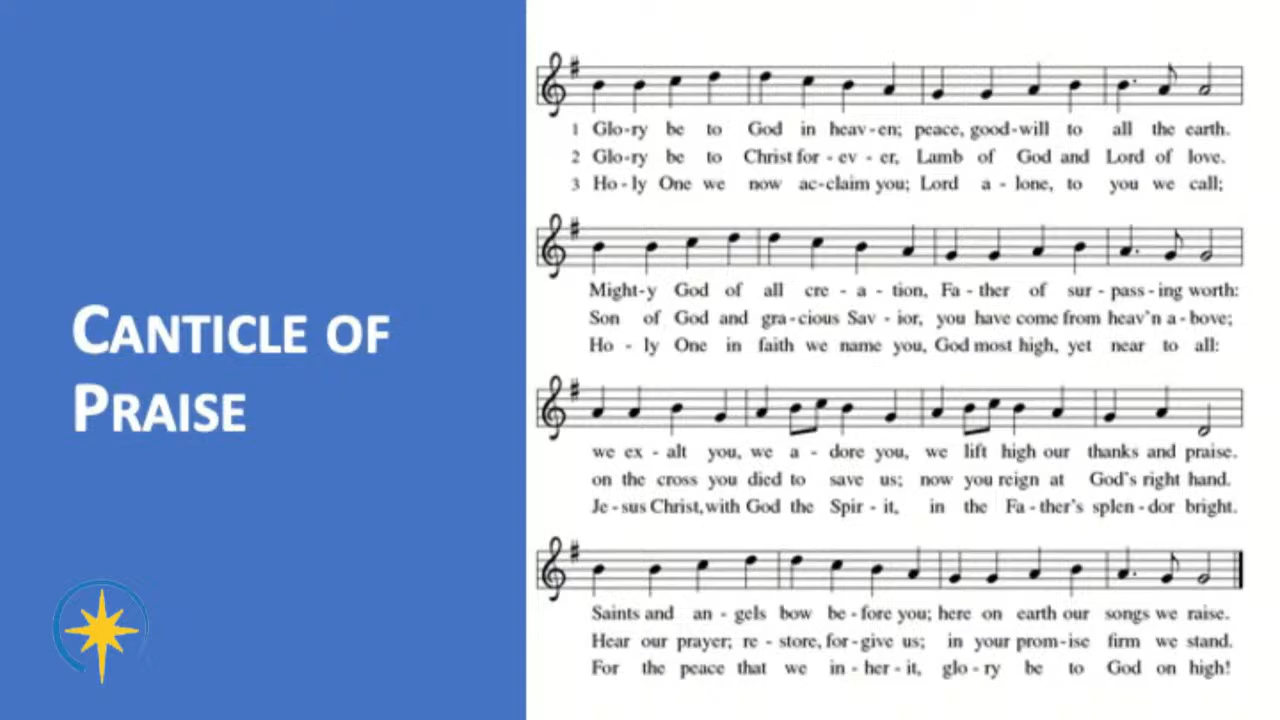 CANTICLE OF
PRAISE
1 Glo-ry be to God in heav-en; peace, good-will to all the earth.
2 Glo-ry be to Christ for - ev - er, Lamb of God and Lord of love.
3 Ho - ly One we now ac-claim you; Lord a - lone, to you we call;
Might-y God of all cre - a - tion, Fa - ther of sur - pass - ing worth:
Son of God and gra-cious Sav - ior, you have come from heav'n a - bove;
Ho - ly One in faith we name you, God most high, yet near to all:
we ex - alt you, we a - dore you, we lift high our thanks and praise.
on the cross you died to save us; now you reign at God's right hand.
Je - sus Christ, with God the Spir - it, in the Fa - ther's splen - dor bright.
Saints and an - gels bow be - fore you; here on earth our songs we raise.
Hear our prayer; re - store, for - give us; in your prom - ise firm we stand.
For the peace that we in - her - it, glo - ry be to God on high!